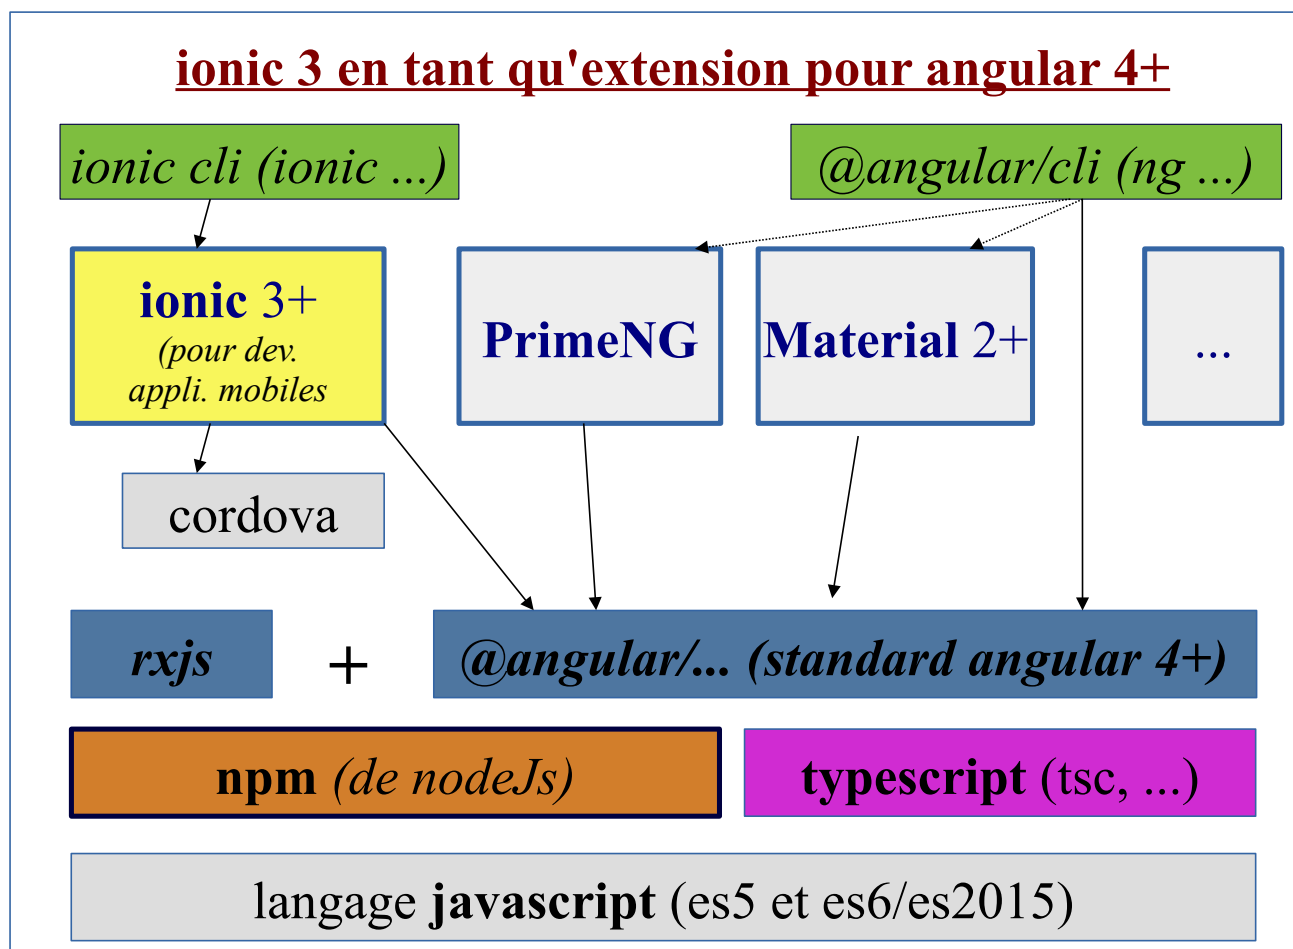 ionic 3 en tant qu'extension pour angular 4+
ionic cli (ionic ...)
@angular/cli (ng ...)
ionic 3+
(pour dev.
appli. mobiles
PrimeNG
Material 2+
...
cordova
rxjs
+
@angular/... (standard angular 4+)
npm (de nodeJs)
typescript (tsc, ...)
langage javascript (es5 et es6/es2015)